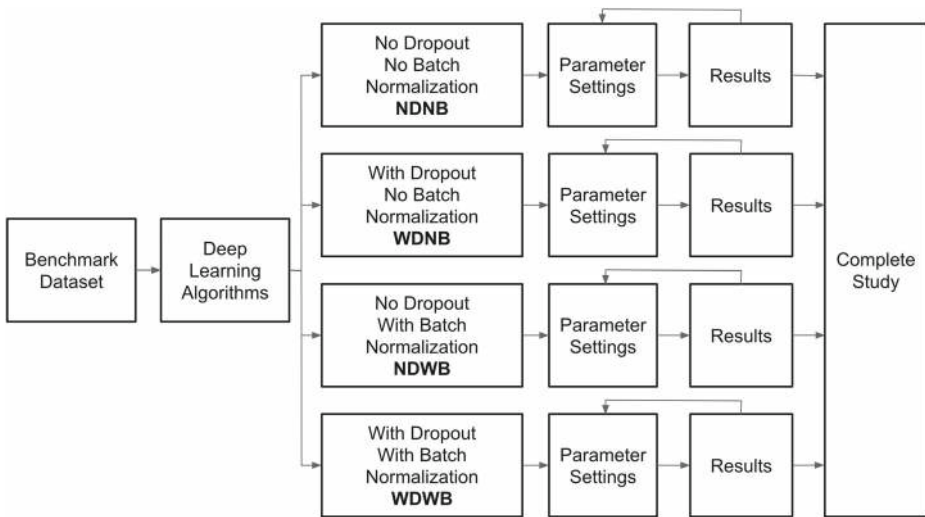 Benchmark
Dataset
Deep
Learning
Algorithms
No Dropout
No Batch
Normalization
NDNB
Parameter
Settings
Results
With Dropout
No Batch
Normalization
WDNB
Parameter
Settings
Results
No Dropout
With Batch
Normalization
NDWB
Parameter
Settings
Results
With Dropout
With Batch
Normalization
WDWB
Parameter
Settings
Results
Complete
Study